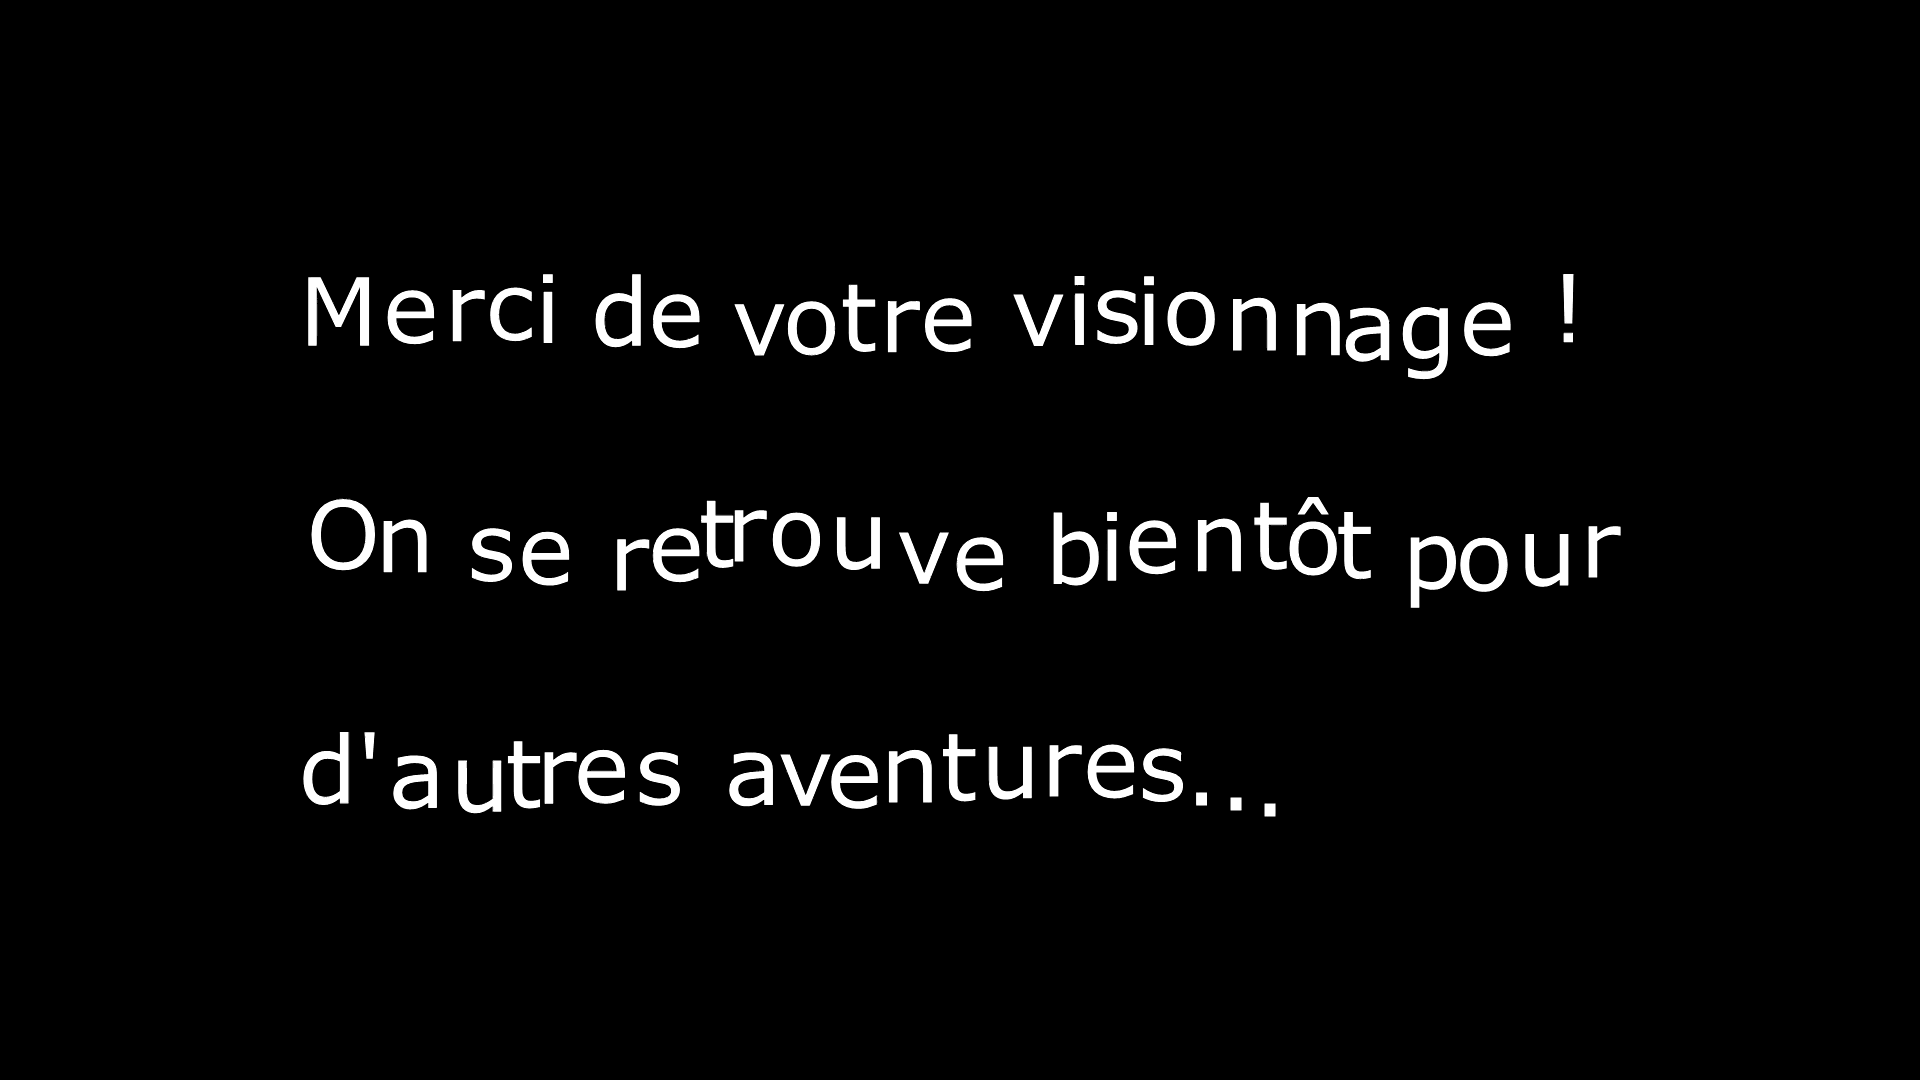 Merci de votre visionnage !
On se retrouve bientôt pour
d'autres aventures...